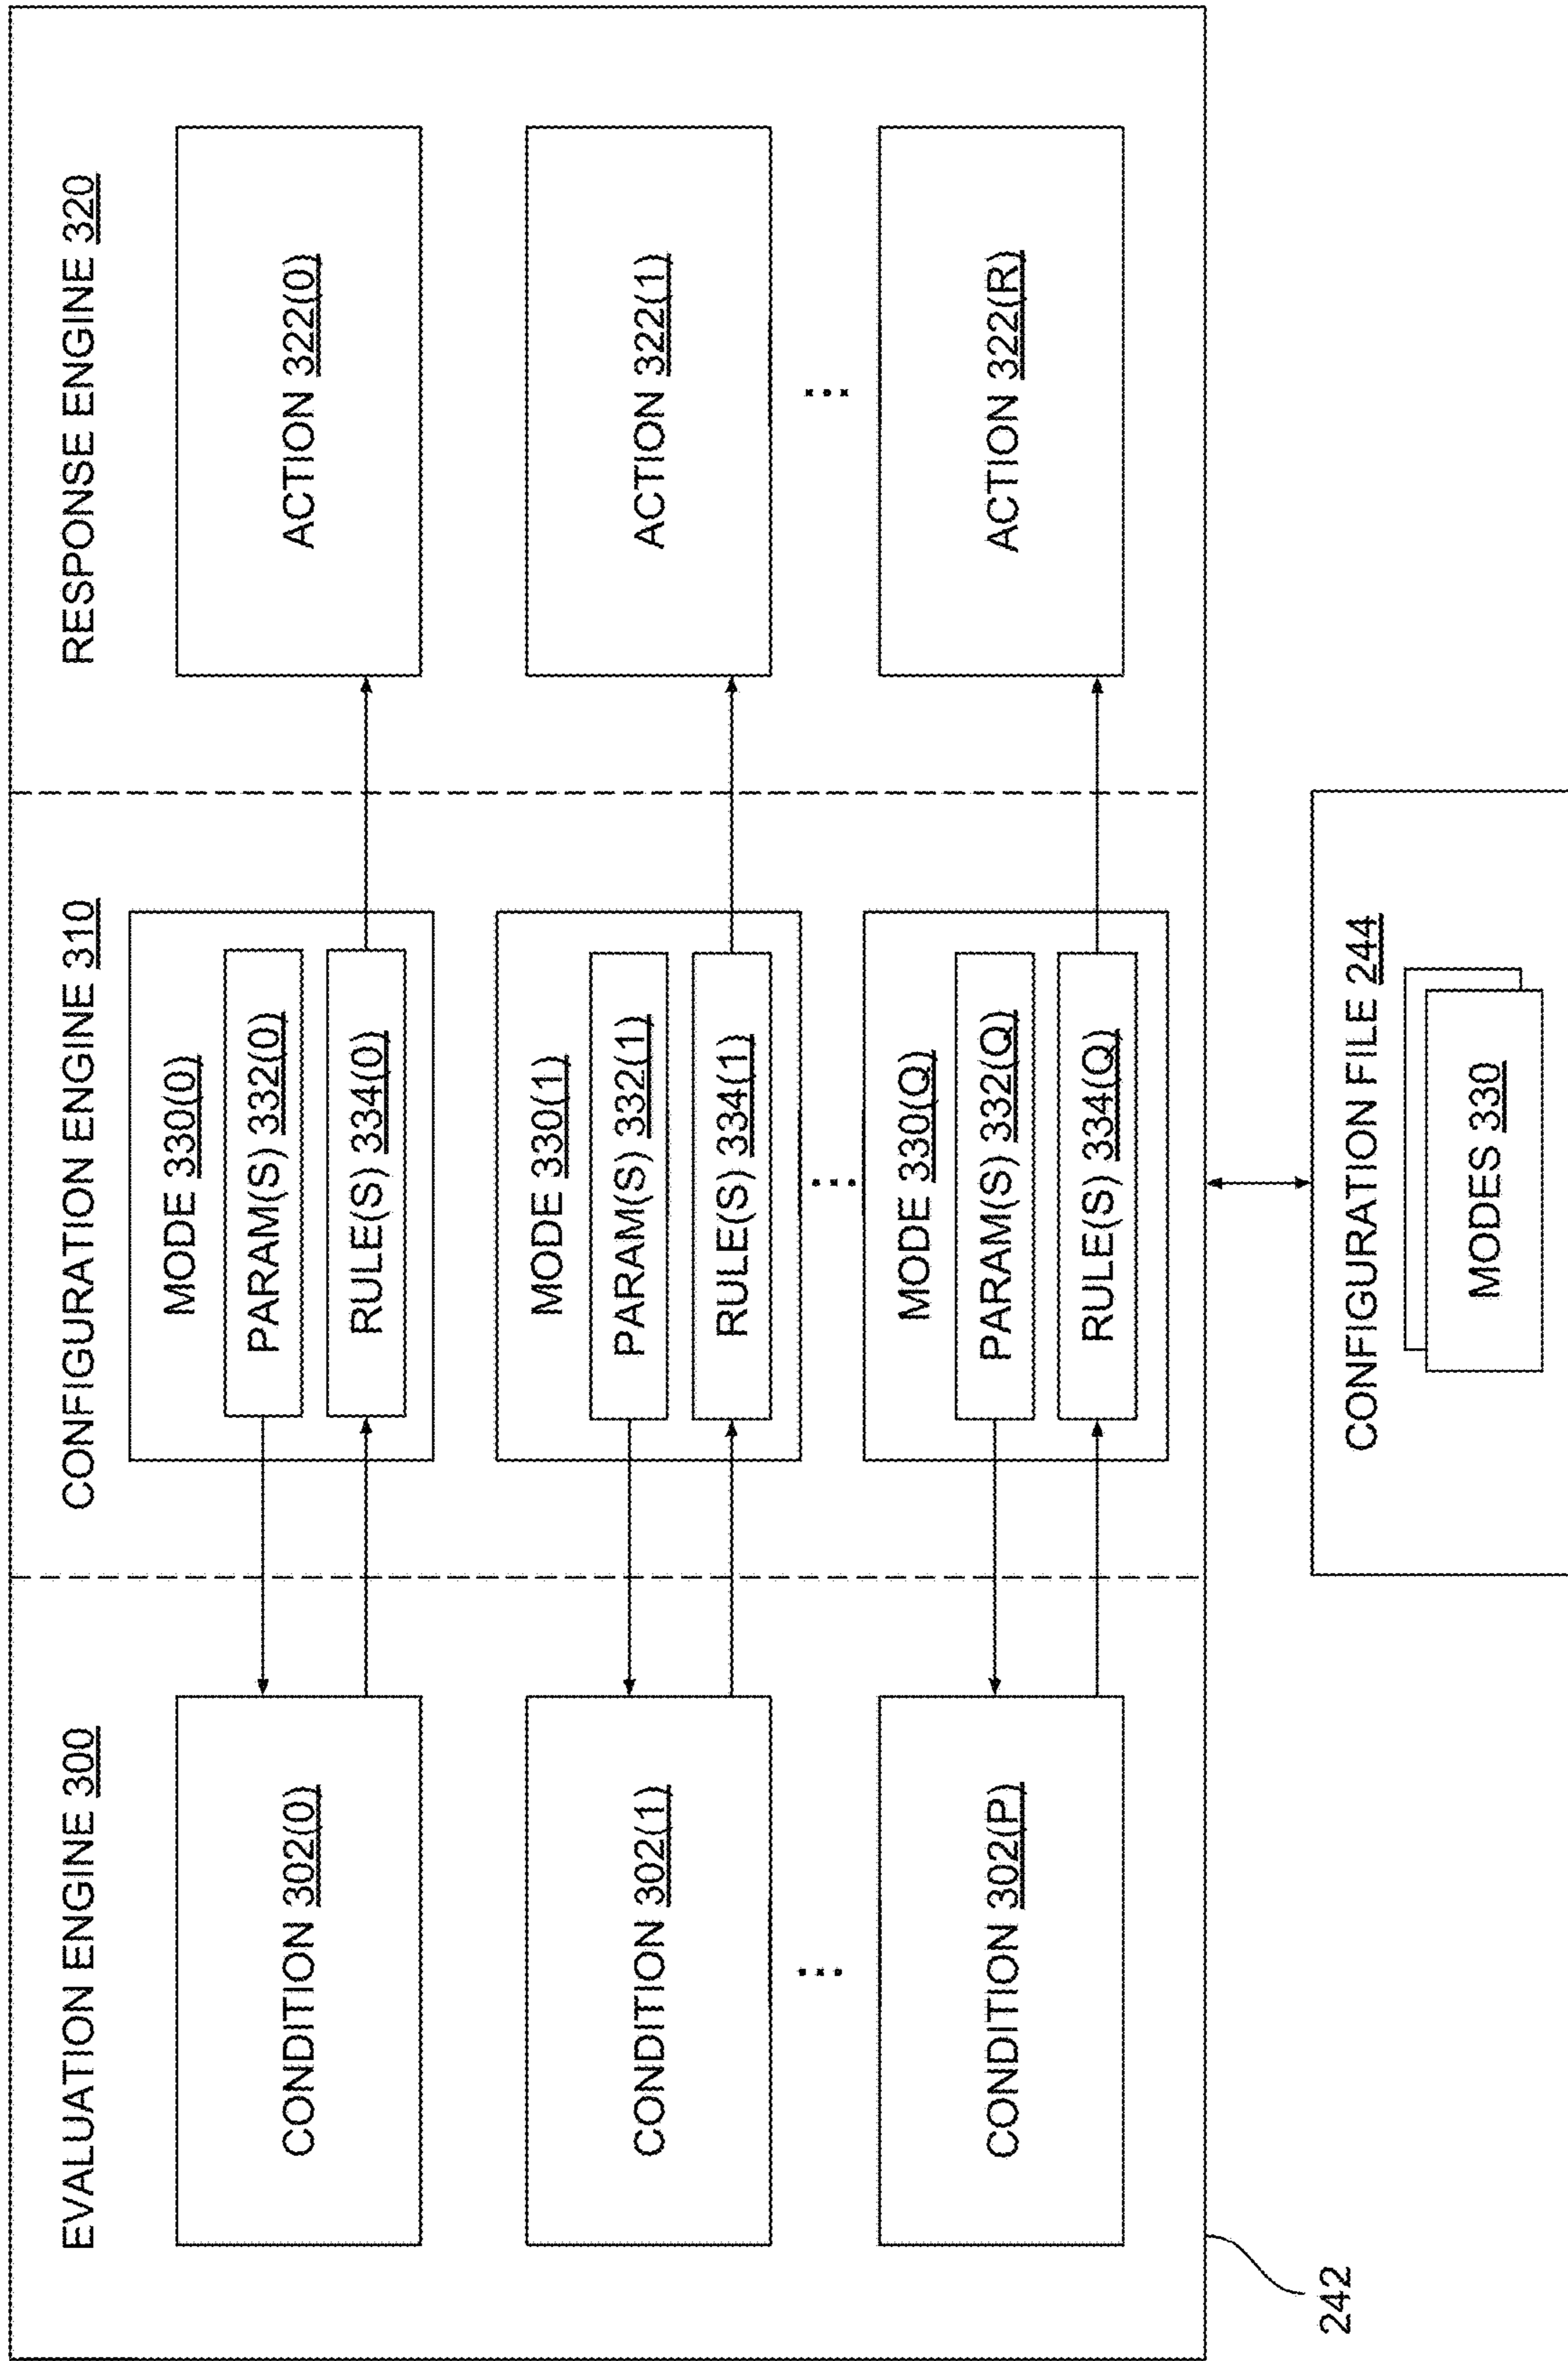 EVALUATION ENGINE 300
CONDITION 302(0)
CONDITION 302(1)
...
CONDITION 302(P)
CONFIGURATION ENGINE 310
MODE 330(0)
PARAM(S) 332(0)
RULE(S) 334(0)
MODE 330(1)
PARAM(S) 332(1)
RULE(S) 334(1)
...
MODE 330(Q)
PARAM(S) 332(Q)
RULE(S) 334(Q)
RESPONSE ENGINE 320
ACTION 322(0)
ACTION 322(1)
...
ACTION 322(R)
242
CONFIGURATION FILE 244
MODES 330